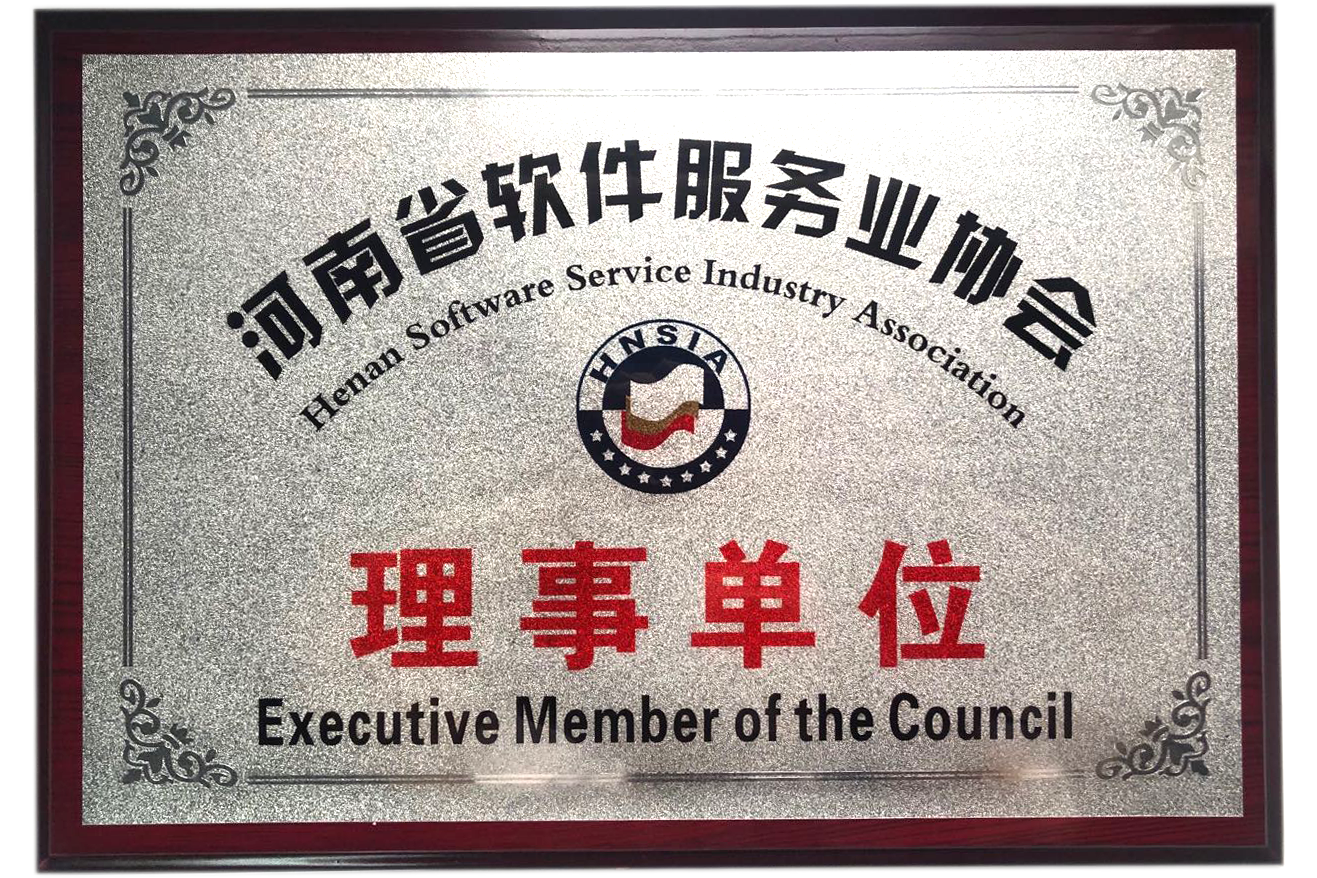 河南省软件服务业协会
Henan Software Service Industry Association
HNSIA
理事单位
Executive Member of the Council